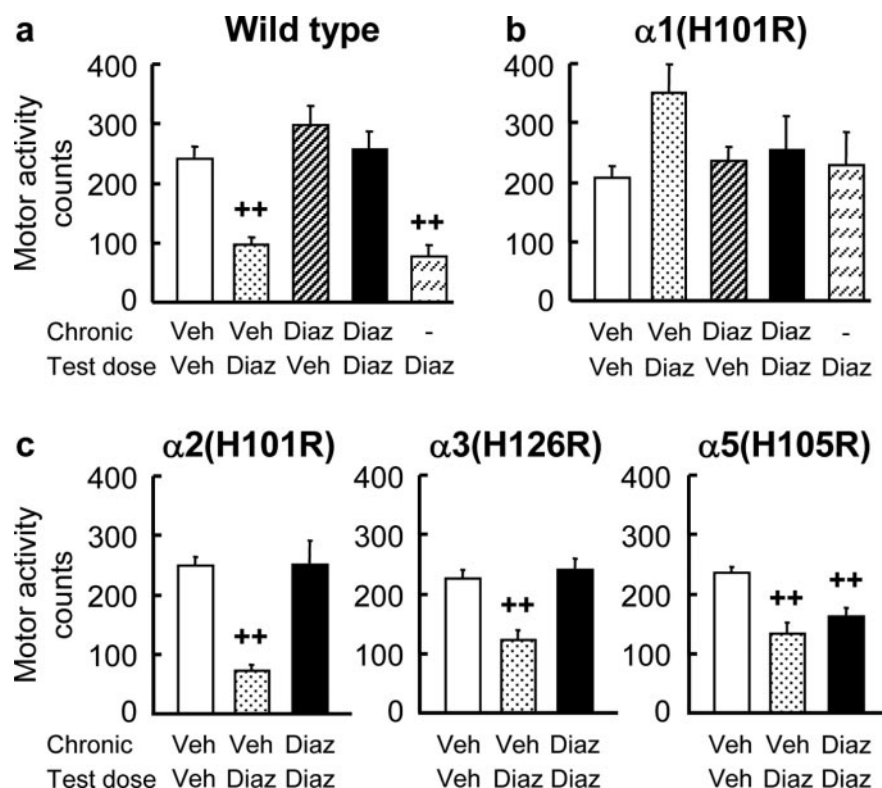 a Wild type
Motor activity counts
400
300
200
100
0
++ ++
Chronic Veh Veh Diaz Diaz -
Test dose Veh Diaz Veh Diaz Diaz
b α1(H101R)
400
300
200
100
0
Veh Veh Diaz Diaz -
Veh Diaz Veh Diaz Diaz
c α2(H101R)
Motor activity counts
400
300
200
100
0
++
Chronic Veh Veh Diaz
Test dose Veh Diaz Diaz
α3(H126R)
400
300
200
100
0
++
Veh Veh Diaz
Veh Diaz Diaz
α5(H105R)
400
300
200
100
0
++ ++
Veh Veh Diaz
Veh Diaz Diaz